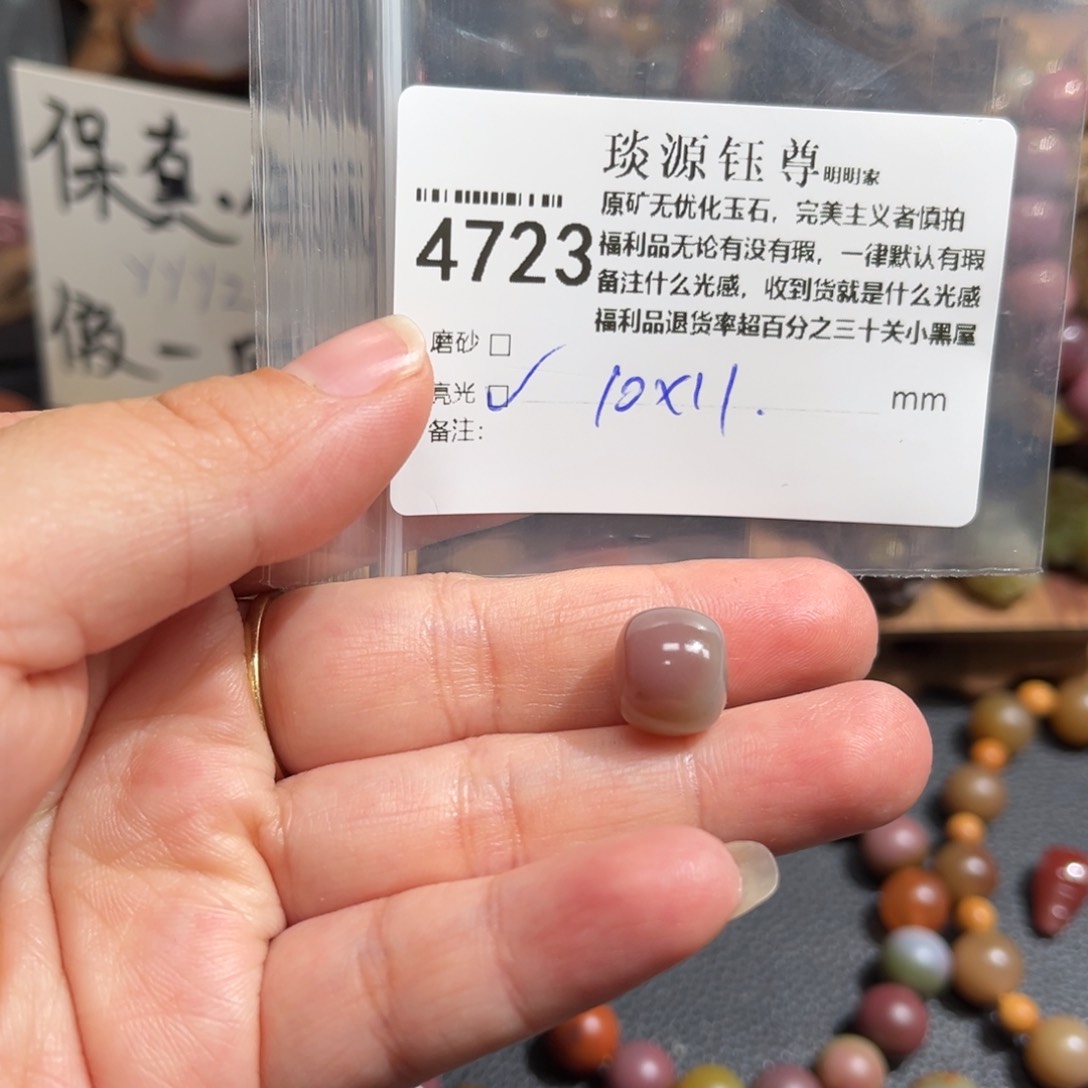 琰源钰尊明明家
原矿无优化玉石，完美主义者慎拍
4723
福利品无论有没有瑕，一律默认有瑕
备注什么光感，收到货就是什么光感
福利品退货率超百分之三十关小黑屋
磨砂 □
亮光 □✓ 10x11. mm
备注：
保真
假一